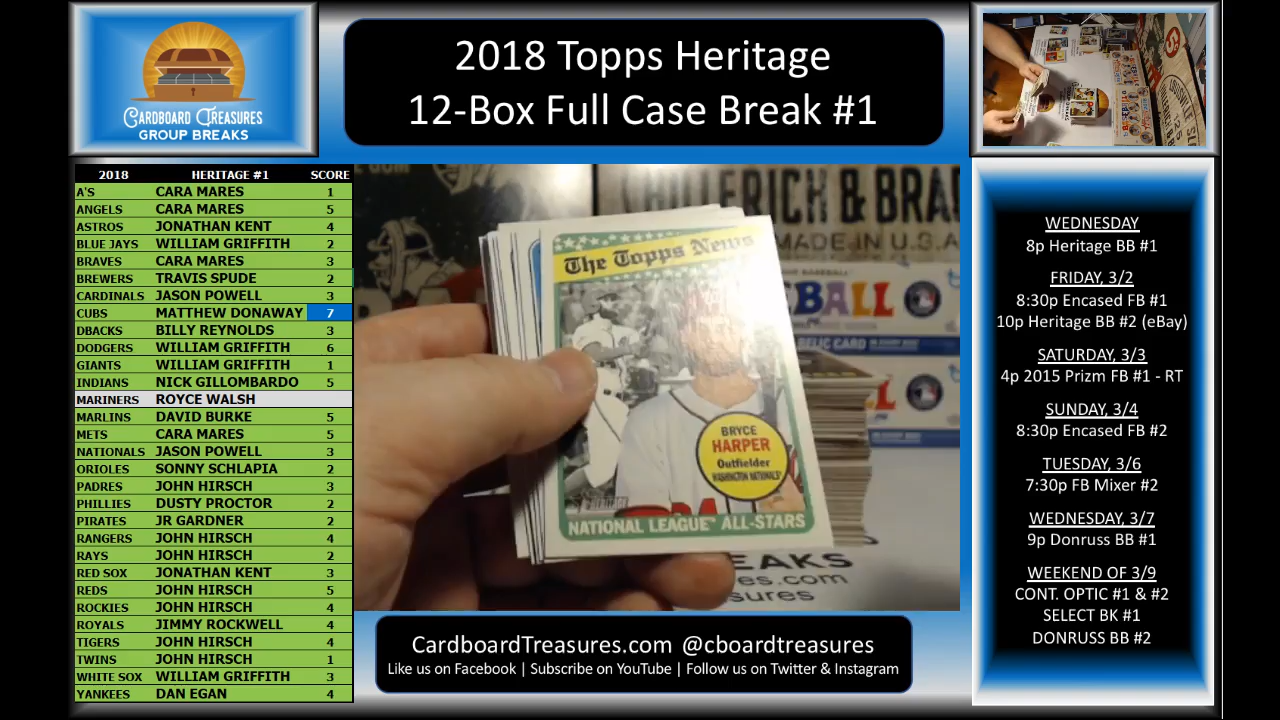 CARDBOARD TREASURES
GROUP BREAKS
2018 Topps Heritage
12-Box Full Case Break #1
2018 HERITAGE #1 SCORE
A'S CARA MARES 1
ANGELS CARA MARES 5
ASTROS JONATHAN KENT 4
BLUE JAYS WILLIAM GRIFFITH 2
BRAVES CARA MARES 3
BREWERS TRAVIS SPUDE 2
CARDINALS JASON POWELL 3
CUBS MATTHEW DONAWAY 7
DBACKS BILLY REYNOLDS 3
DODGERS WILLIAM GRIFFITH 6
GIANTS WILLIAM GRIFFITH 1
INDIANS NICK GILLOMBARDO 5
MARINERS ROYCE WALSH
MARLINS DAVID BURKE 5
METS CARA MARES 5
NATIONALS JASON POWELL 3
ORIOLES SONNY SCHLAPIA 2
PADRES JOHN HIRSCH 3
PHILLIES DUSTY PROCTOR 2
PIRATES JR GARDNER 2
RANGERS JOHN HIRSCH 4
RAYS JOHN HIRSCH 2
RED SOX JONATHAN KENT 3
REDS JOHN HIRSCH 5
ROCKIES JOHN HIRSCH 4
ROYALS JIMMY ROCKWELL 4
TIGERS JOHN HIRSCH 4
TWINS JOHN HIRSCH 1
WHITE SOX WILLIAM GRIFFITH 3
YANKEES DAN EGAN 4
LLERICH & BRAD
MADE IN U.S.A
BALL
RELIC CARD
The Topps News
BRYCE
HARPER
Outfielder
WASHINGTON NATIONALS
HERITAGE
NATIONAL LEAGUE ALL-STARS
EAKS
es.com
easures
CardboardTreasures.com @cboardtreasures
Like us on Facebook | Subscribe on YouTube | Follow us on Twitter & Instagram
WEDNESDAY
8p Heritage BB #1
FRIDAY, 3/2
8:30p Encased FB #1
10p Heritage BB #2 (eBay)
SATURDAY, 3/3
4p 2015 Prizm FB #1 - RT
SUNDAY, 3/4
8:30p Encased FB #2
TUESDAY, 3/6
7:30p FB Mixer #2
WEDNESDAY, 3/7
9p Donruss BB #1
WEEKEND OF 3/9
CONT. OPTIC #1 & #2
SELECT BK #1
DONRUSS BB #2